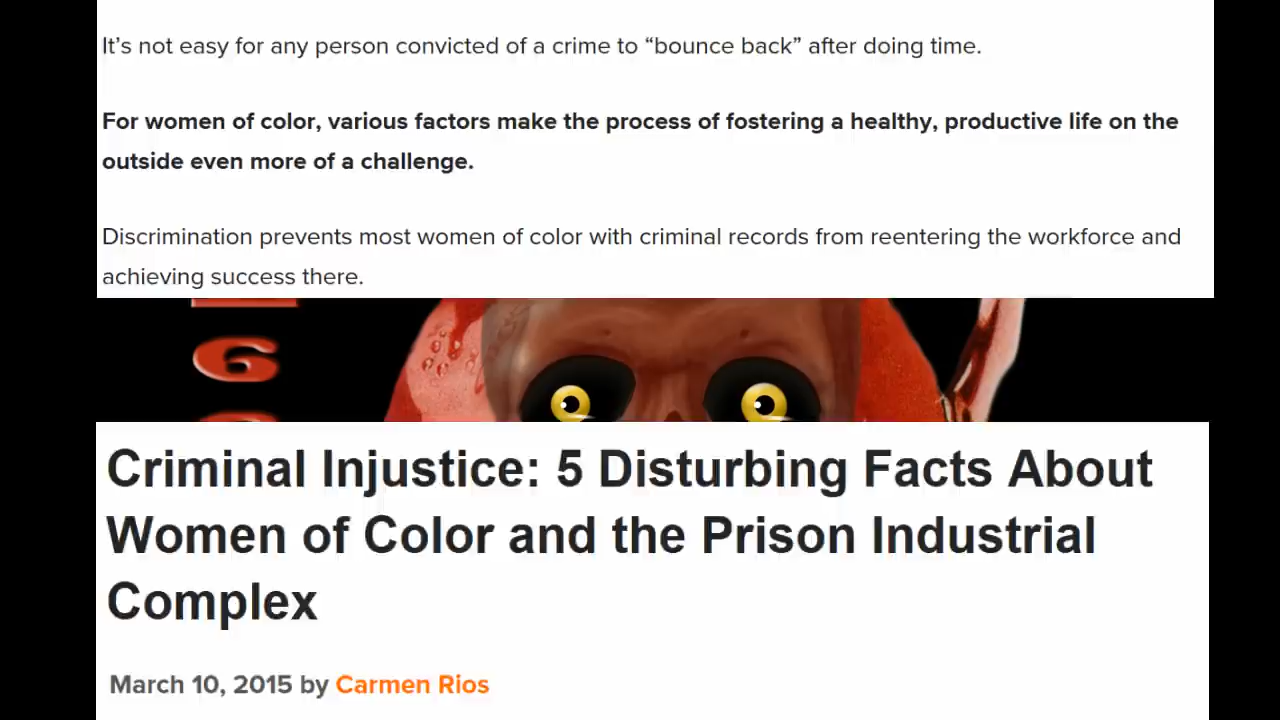 It’s not easy for any person convicted of a crime to “bounce back” after doing time.
For women of color, various factors make the process of fostering a healthy, productive life on the
outside even more of a challenge.
Discrimination prevents most women of color with criminal records from reentering the workforce and
achieving success there.
6
Criminal Injustice: 5 Disturbing Facts About
Women of Color and the Prison Industrial
Complex
March 10, 2015 by Carmen Rios